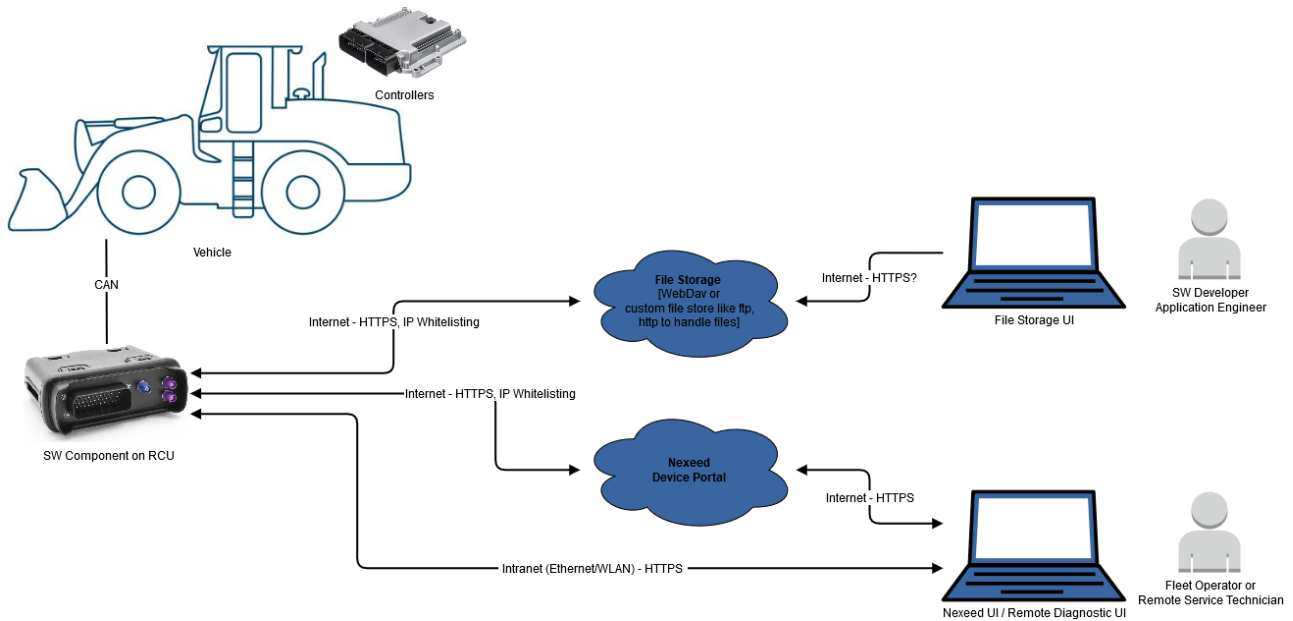 Controllers
Vehicle
CAN
File Storage
[WebDav or
custom file store like ftp,
http to handle files]
Internet - HTTPS?
SW Developer
Application Engineer
File Storage UI
Internet - HTTPS, IP Whitelisting
Internet - HTTPS, IP Whitelisting
SW Component on RCU
Nexeed
Device Portal
Internet - HTTPS
Intranet (Ethernet/WLAN) - HTTPS
Fleet Operator or
Remote Service Technician
Nexeed UI / Remote Diagnostic UI